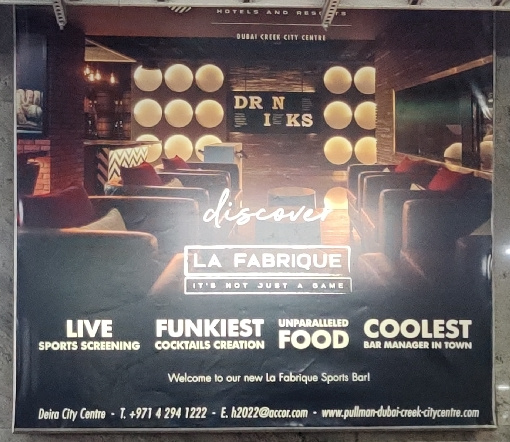 HOTELS AND RESORTS
DUBAI CREEK CITY CENTRE
DR N
I KS
discover
LA FABRIQUE
IT'S NOT JUST A GAME
LIVE
SPORTS SCREENING
FUNKIEST
COCKTAILS CREATION
UNPARALLELED
FOOD
COOLEST
BAR MANAGER IN TOWN
Welcome to our new La Fabrique Sports Bar!
Deira City Centre - T. +971 4 294 1222 - E. h2022@accor.com - www.pullman-dubai-creek-citycentre.com